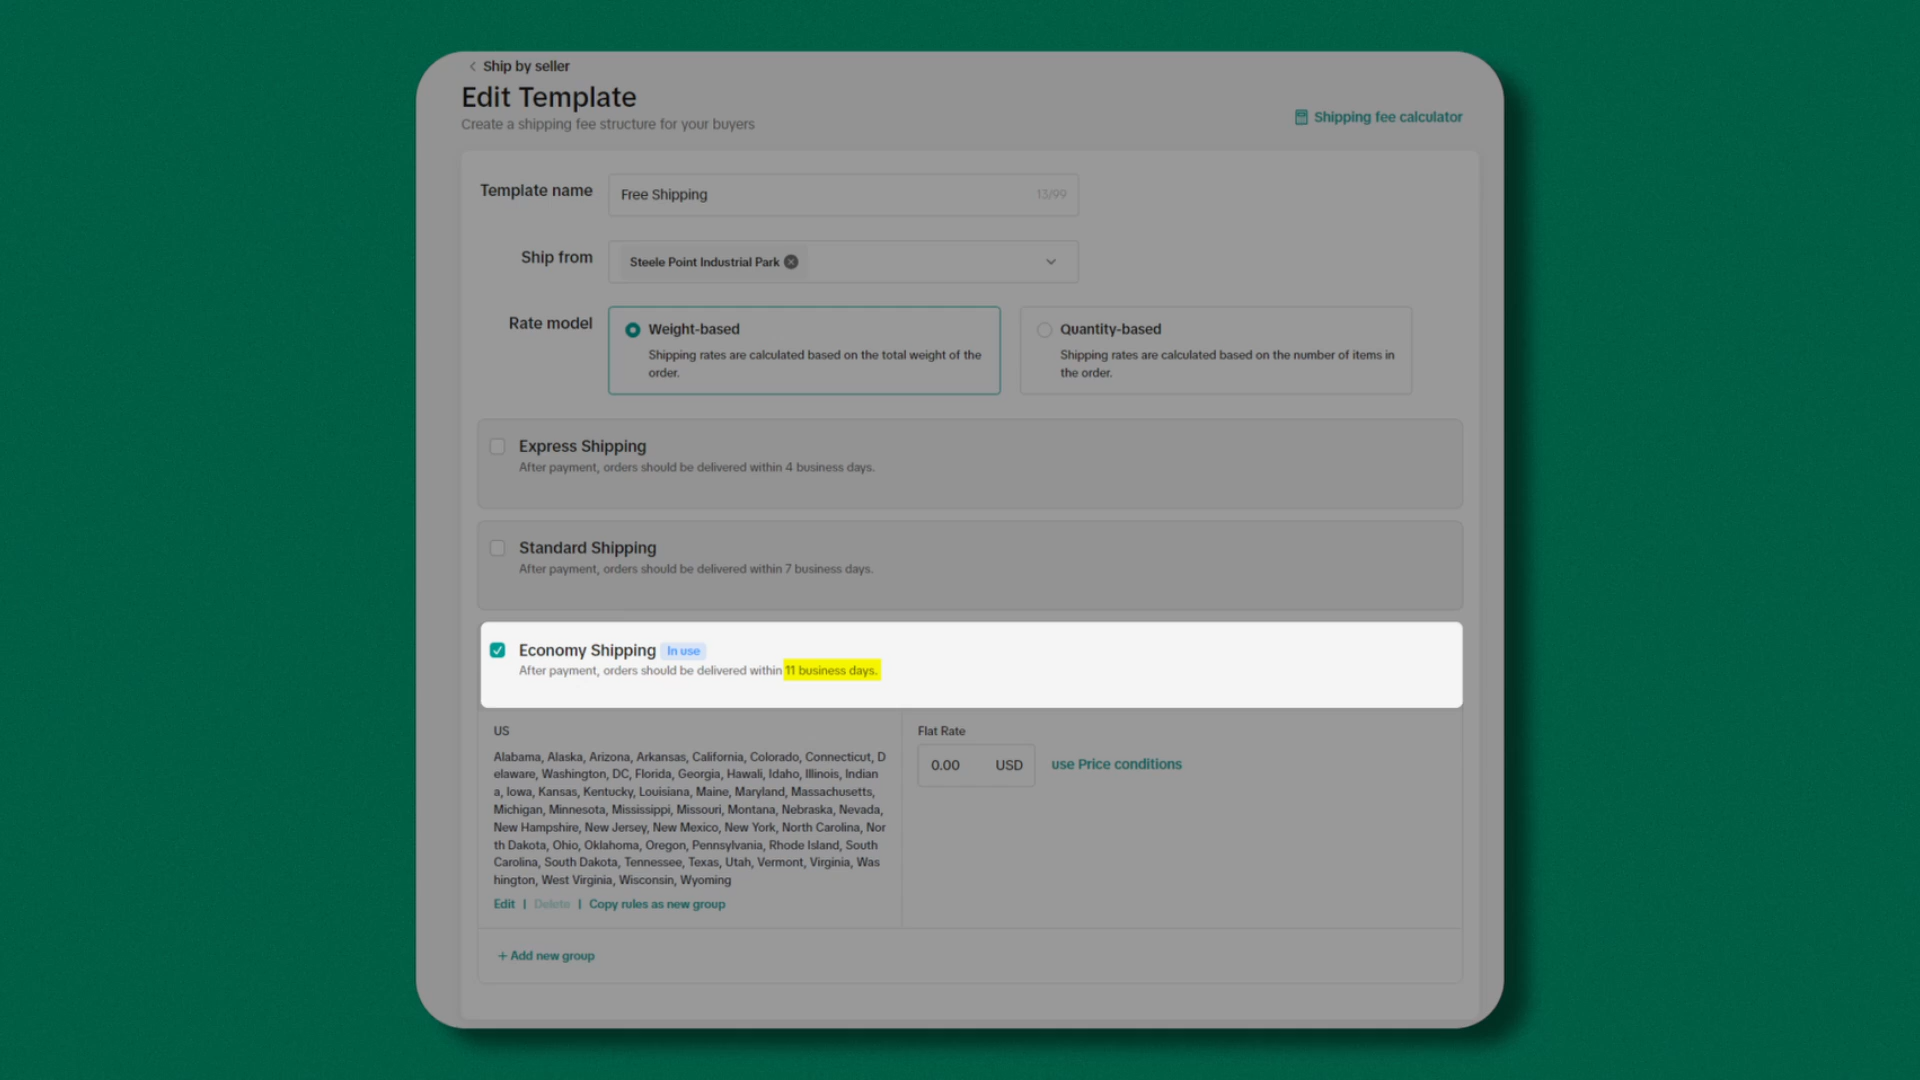 Ship by seller
Edit Template
Create a shipping fee structure for your buyers
Shipping fee calculator
Template name
Free Shipping
13/99
Ship from
Steele Point Industrial Park
Rate model
Weight-based
Shipping rates are calculated based on the total weight of the
order.
Quantity-based
Shipping rates are calculated based on the number of items in
the order.
Express Shipping
After payment, orders should be delivered within 4 business days.
Standard Shipping
After payment, orders should be delivered within 7 business days.
Economy Shipping In use
After payment, orders should be delivered within 11 business days.
US
Alabama, Alaska, Arizona, Arkansas, California, Colorado, Connecticut, D
elaware, Washington, DC, Florida, Georgia, Hawaii, Idaho, Illinois, Indian
a, Iowa, Kansas, Kentucky, Louisiana, Maine, Maryland, Massachusetts,
Michigan, Minnesota, Mississippi, Missouri, Montana, Nebraska, Nevada,
New Hampshire, New Jersey, New Mexico, New York, North Carolina, Nor
th Dakota, Ohio, Oklahoma, Oregon, Pennsylvania, Rhode Island, South
Carolina, South Dakota, Tennessee, Texas, Utah, Vermont, Virginia, Was
hington, West Virginia, Wisconsin, Wyoming
Edit | Delete | Copy rules as new group
Flat Rate
0.00 USD
use Price conditions
+ Add new group